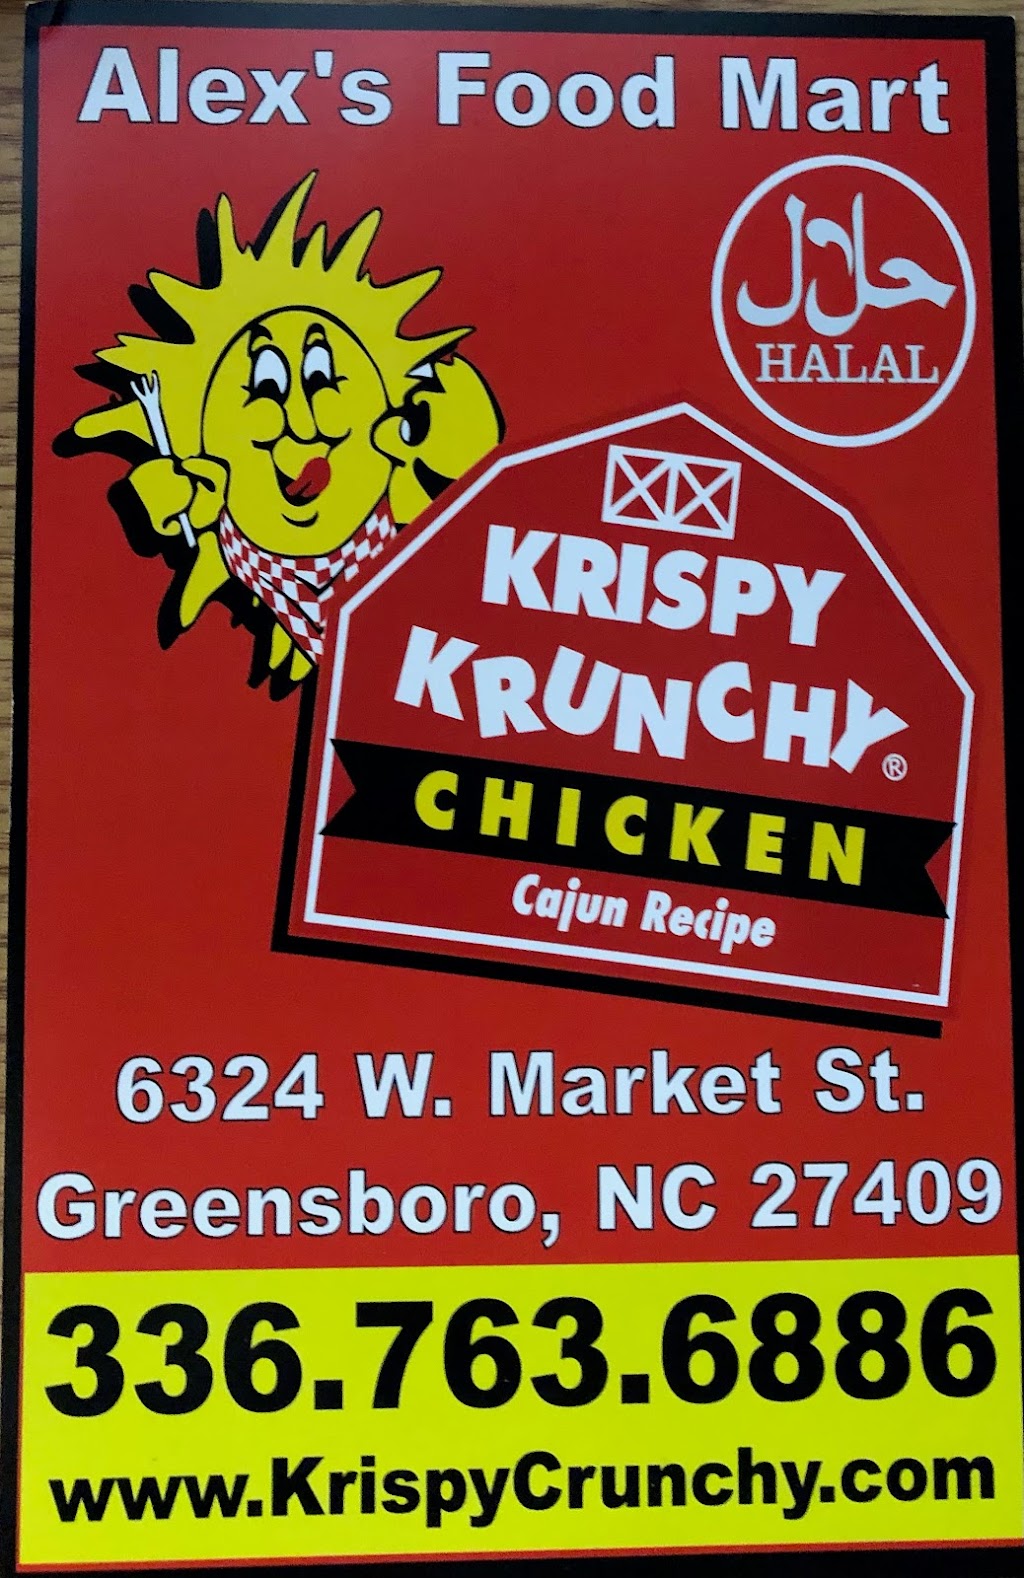 Alex's Food Mart
حلال
HALAL
KRISPY
KRUNCHY®
CHICKEN
Cajun Recipe
6324 W. Market St.
Greensboro, NC 27409
336.763.6886
www.KrispyCrunchy.com